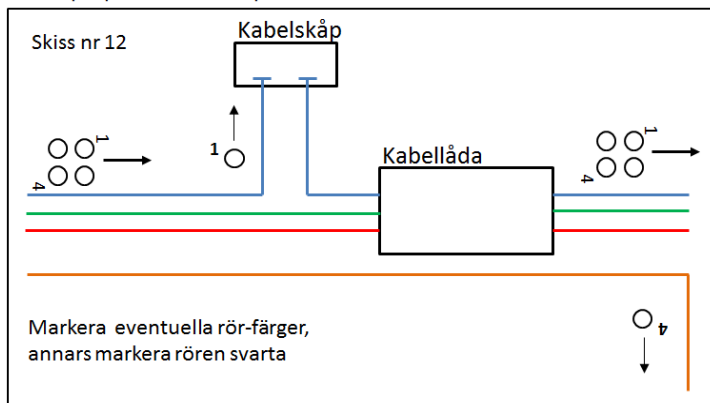 Skiss nr 12
Kabelskåp
1
4
1
Kabellåda
1
4
Markera eventuella rör-färger,
annars markera rören svarta
4